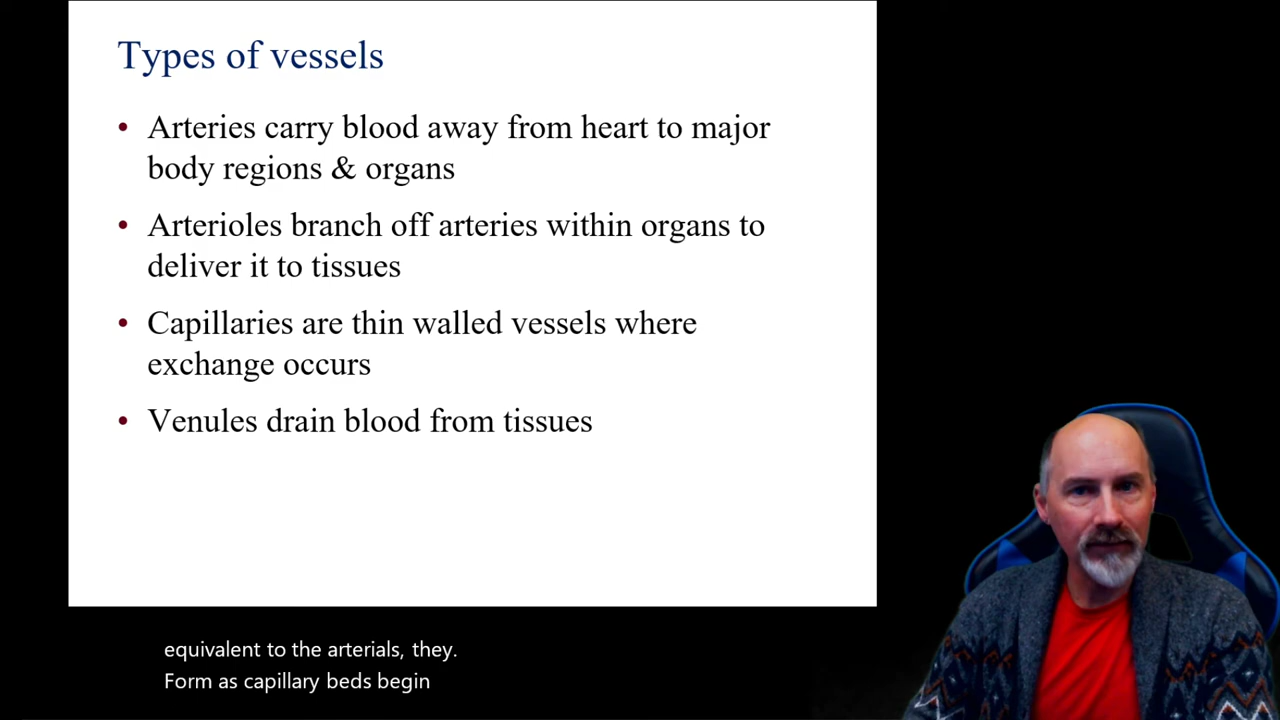 Types of vessels
• Arteries carry blood away from heart to major
body regions & organs
• Arterioles branch off arteries within organs to
deliver it to tissues
• Capillaries are thin walled vessels where
exchange occurs
• Venules drain blood from tissues
equivalent to the arterials, they.
Form as capillary beds begin